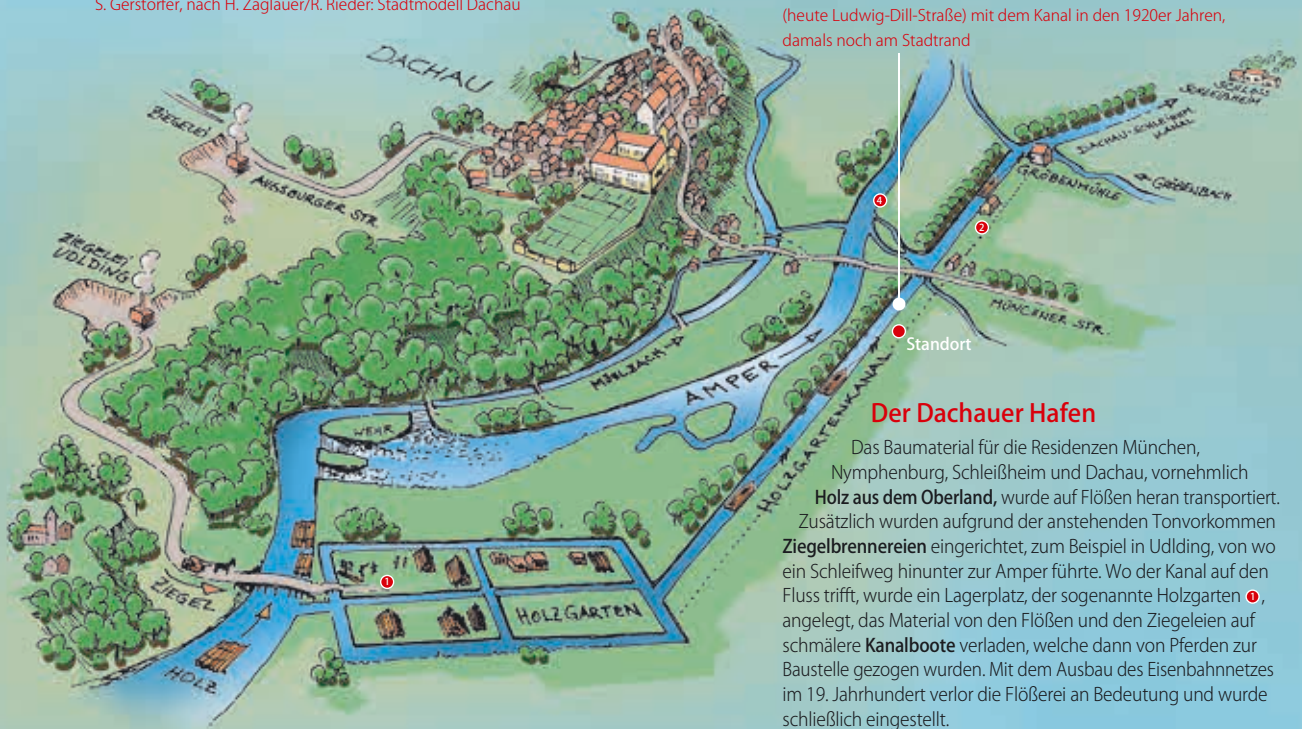 S. Gerstorfer, nach H. Zaglauer/R. Rieder: Stadtmodell Dachau
(heute Ludwig-Dill-Straße) mit dem Kanal in den 1920er Jahren,
damals noch am Stadtrand
DACHAU
SCHLOSS
SCHLEIßHEIM
DACHAU-SCHLEIßHEIM
KANAL
ZIEGELEI
AUGSBURGER STR.
GRÖBENMÜHLE
GRÖBENBACH
4
2
ZIEGELEI
UDLDING
MÜNCHENER STR.
Standort
MÜHLBACH
AMPER
WEHR
HOLZGARTENKANAL
1
ZIEGEL
HOLZGARTEN
HOLZ
Der Dachauer Hafen
Das Baumaterial für die Residenzen München,
Nymphenburg, Schleißheim und Dachau, vornehmlich
Holz aus dem Oberland, wurde auf Flößen heran transportiert.
Zusätzlich wurden aufgrund der anstehenden Tonvorkommen
Ziegelbrennereien eingerichtet, zum Beispiel in Udlding, von wo
ein Schleifweg hinunter zur Amper führte. Wo der Kanal auf den
Fluss trifft, wurde ein Lagerplatz, der sogenannte Holzgarten 1,
angelegt, das Material von den Flößen und den Ziegeleien auf
schmälere Kanalboote verladen, welche dann von Pferden zur
Baustelle gezogen wurden. Mit dem Ausbau des Eisenbahnnetzes
im 19. Jahrhundert verlor die Flößerei an Bedeutung und wurde
schließlich eingestellt.